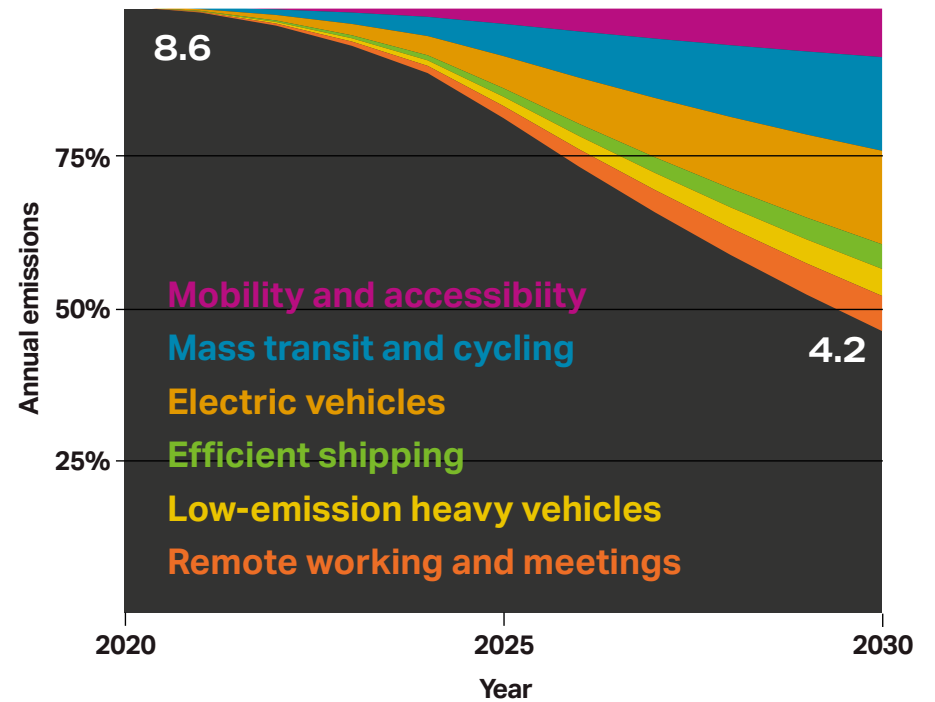 8.6
75%
Annual emissions
Mobility and accessibiity
50%
Mass transit and cycling
4.2
Electric vehicles
Efficient shipping
25%
Low-emission heavy vehicles
Remote working and meetings
2020
2025
2030
Year